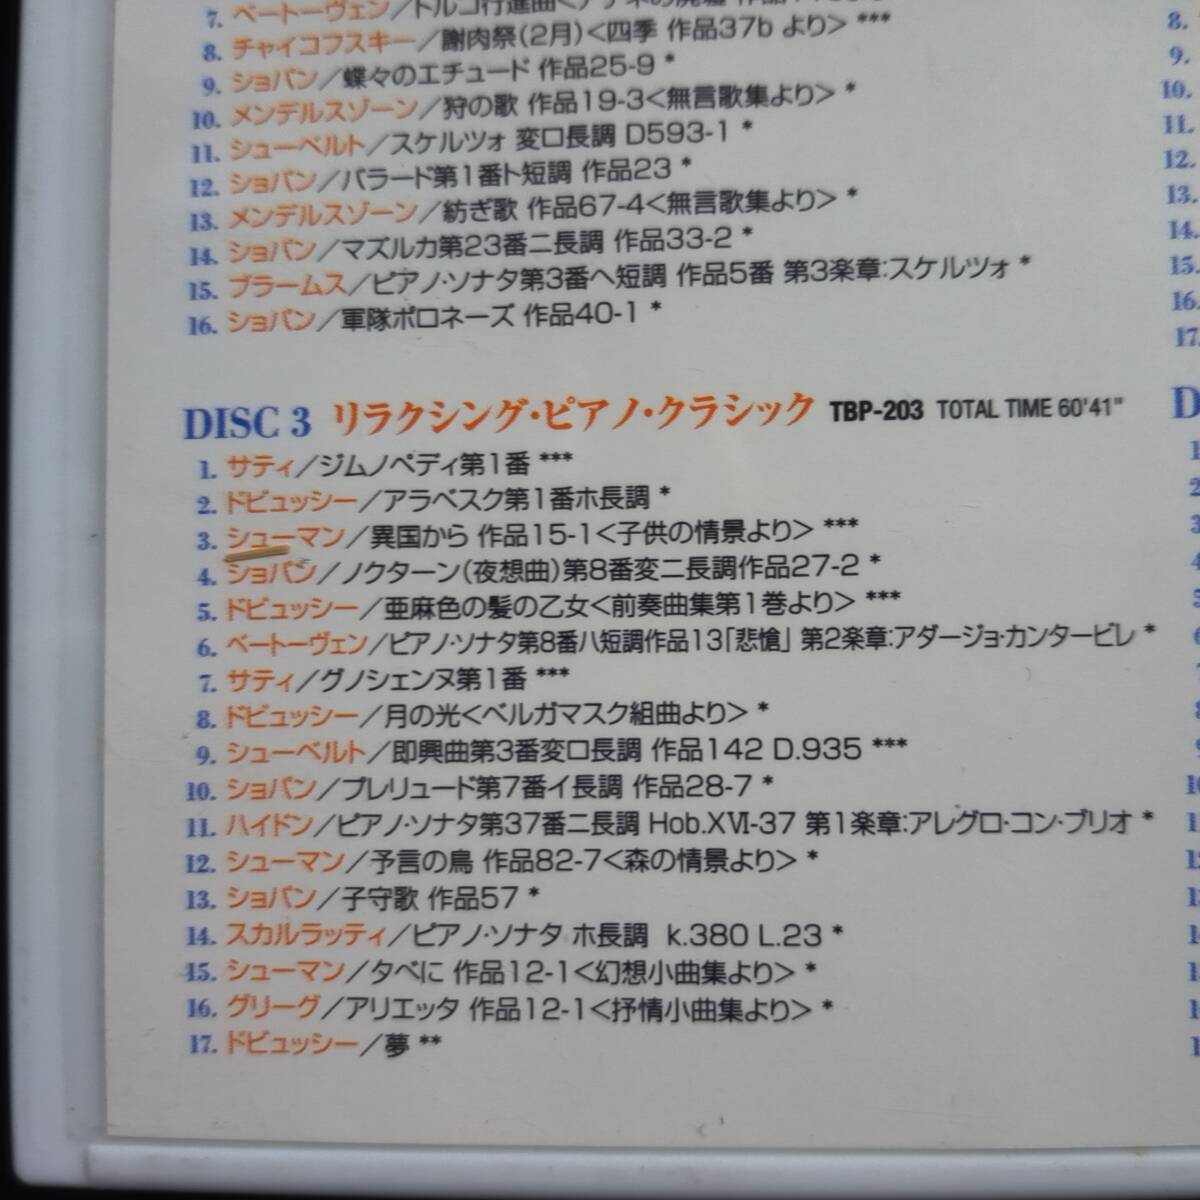 7. ベートーヴェン/トルコ行進曲
8. チャイコフスキー/謝肉祭(2月)<四季 作品37b より> ***
9. ショパン/蝶々のエチュード 作品25-9 *
10. メンデルスゾーン/狩の歌 作品19-3<無言歌集より> *
11. シューベルト/スケルツォ 変ロ長調 D593-1 *
12. ショパン/バラード第1番ト短調 作品23 *
13. メンデルスゾーン/紡ぎ歌 作品67-4<無言歌集より> *
14. ショパン/マズルカ第23番ニ長調 作品33-2 *
15. ブラームス/ピアノ・ソナタ第3番ヘ短調 作品5番 第3楽章:スケルツォ *
16. ショパン/軍隊ポロネーズ 作品40-1 *
DISC 3 リラクシング・ピアノ・クラシック TBP-203 TOTAL TIME 60'41"
1. サティ/ジムノペディ第1番 ***
2. ドビュッシー/アラベスク第1番ホ長調 *
3. シューマン/異国から 作品15-1<子供の情景より> ***
4. ショパン/ノクターン(夜想曲)第8番変ニ長調作品27-2 *
5. ドビュッシー/亜麻色の髪の乙女<前奏曲集第1巻より> ***
6. ベートーヴェン/ピアノ・ソナタ第8番ハ短調作品13「悲愴」 第2楽章:アダージョ・カンタービレ *
7. サティ/グノシェンヌ第1番 ***
8. ドビュッシー/月の光<ベルガマスク組曲より> *
9. シューベルト/即興曲第3番変ロ長調 作品142 D.935 ***
10. ショパン/プレリュード第7番イ長調 作品28-7 *
11. ハイドン/ピアノ・ソナタ第37番ニ長調 Hob.XVI-37 第1楽章:アレグロ・コン・ブリオ *
12. シューマン/予言の鳥 作品82-7<森の情景より> *
13. ショパン/子守歌 作品57 *
14. スカルラッティ/ピアノ・ソナタ ホ長調 k.380 L.23 *
15. シューマン/夕べに 作品12-1<幻想小曲集より> *
16. グリーグ/アリエッタ 作品12-1<抒情小曲集より> *
17. ドビュッシー/夢 **
8.
9.
10.
11.
12.
13.
14.
15.
16.
17.